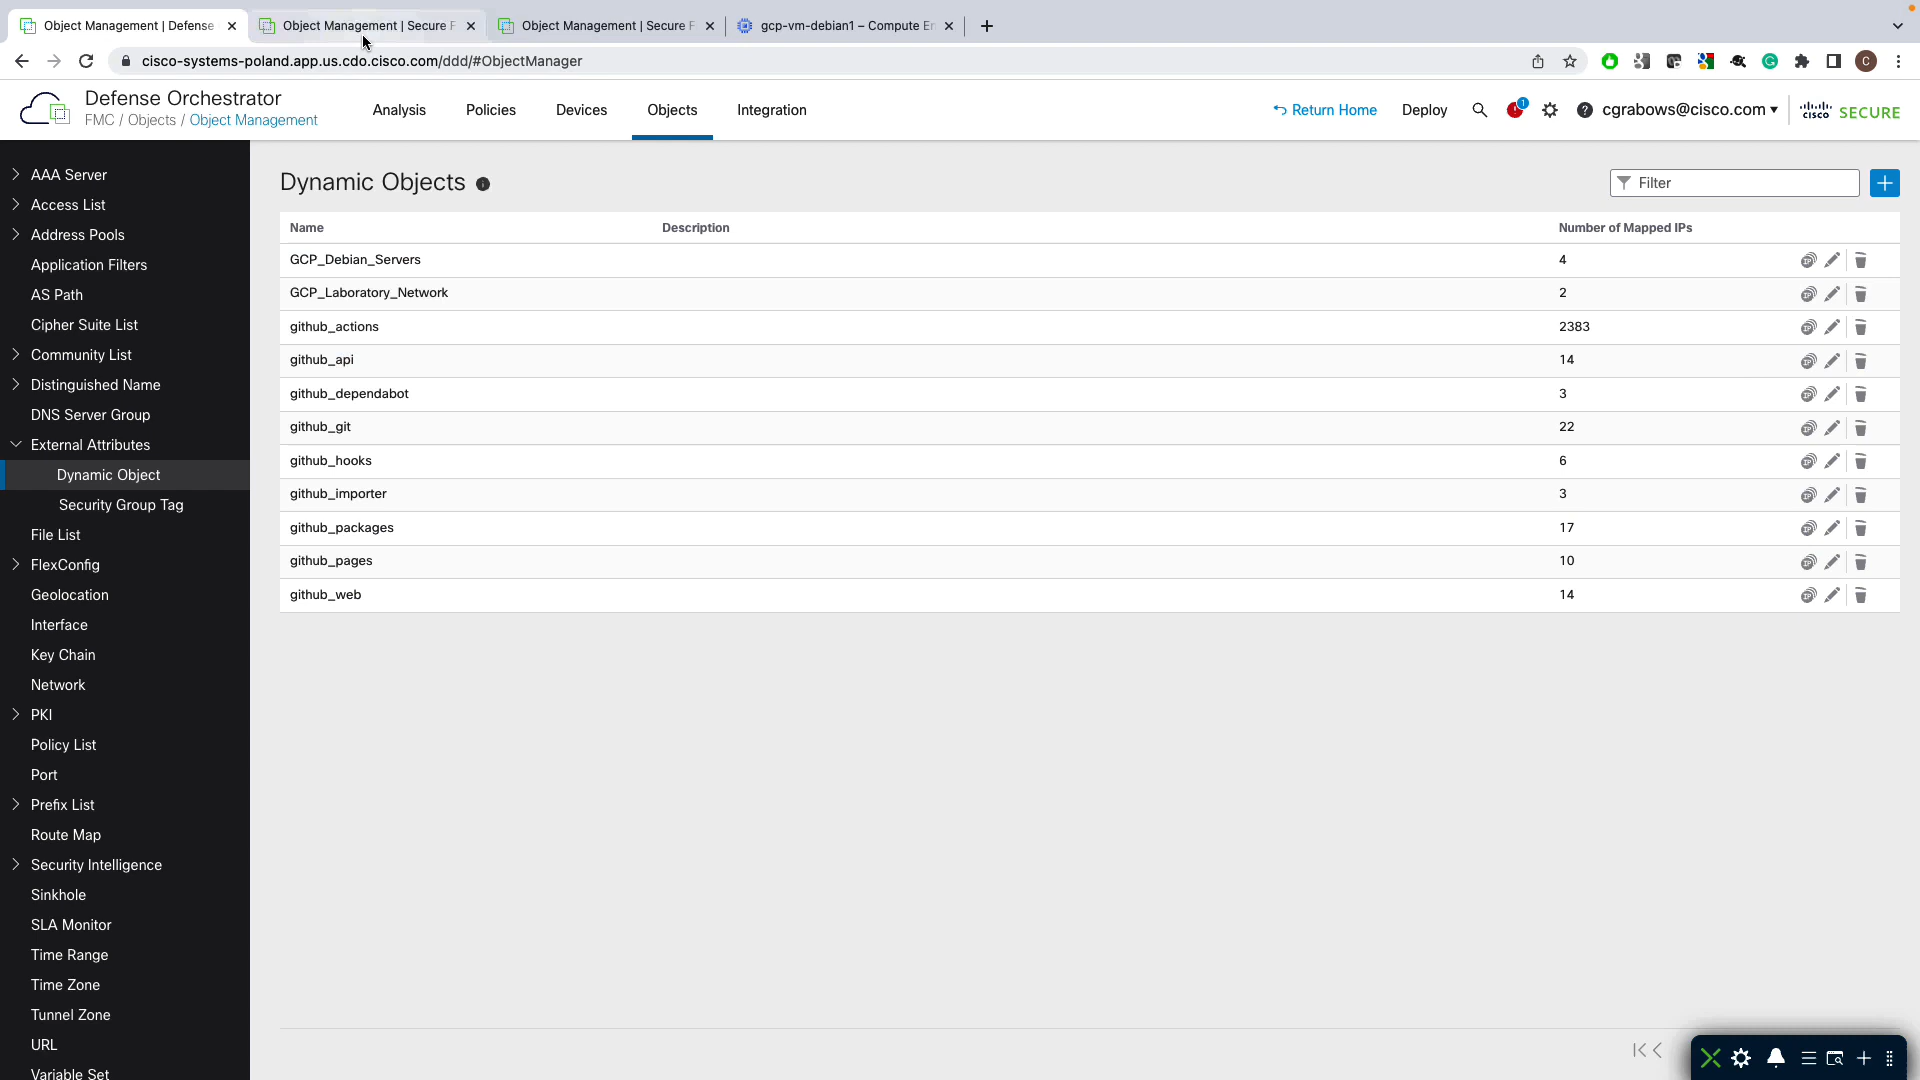 Object Management | Defense
Object Management | Secure F
Object Management | Secure F
gcp-vm-debian1 – Compute En
cisco-systems-poland.app.us.cdo.cisco.com/ddd/#ObjectManager
C
Defense Orchestrator
FMC / Objects / Object Management
Analysis
Policies
Devices
Objects
Integration
Return Home
Deploy
1
cgrabows@cisco.com
cisco SECURE
AAA Server
Access List
Address Pools
Application Filters
AS Path
Cipher Suite List
Community List
Distinguished Name
DNS Server Group
External Attributes
Dynamic Object
Security Group Tag
File List
FlexConfig
Geolocation
Interface
Key Chain
Network
PKI
Policy List
Port
Prefix List
Route Map
Security Intelligence
Sinkhole
SLA Monitor
Time Range
Time Zone
Tunnel Zone
URL
Variable Set
Dynamic Objects
Filter
Name Description Number of Mapped IPs
GCP_Debian_Servers 4
GCP_Laboratory_Network 2
github_actions 2383
github_api 14
github_dependabot 3
github_git 22
github_hooks 6
github_importer 3
github_packages 17
github_pages 10
github_web 14